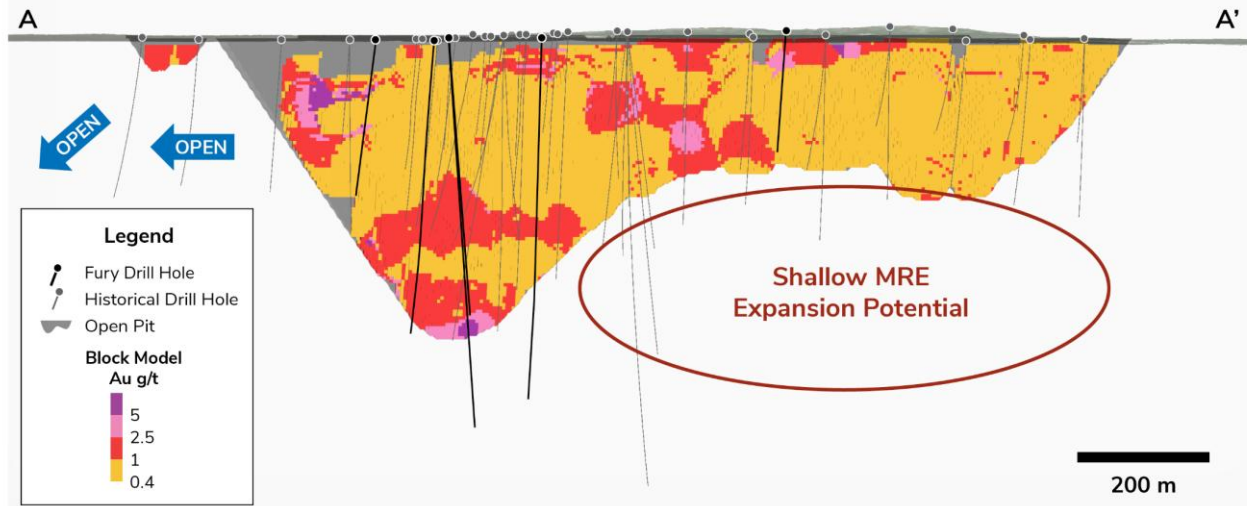 A
A’
OPEN
OPEN
Legend
Fury Drill Hole
Historical Drill Hole
Open Pit
Block Model
Au g/t
5
2.5
1
0.4
Shallow MRE
Expansion Potential
200 m